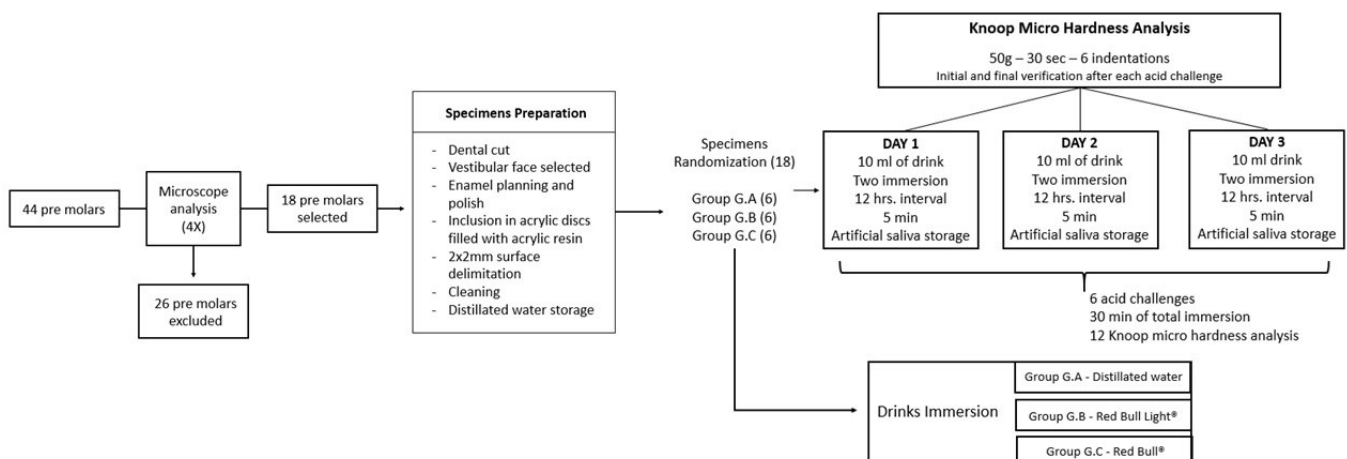 44 pre molars
Microscope
analysis
(4X)
26 pre molars
excluded
18 pre molars
selected
Specimens Preparation
- Dental cut
- Vestibular face selected
- Enamel planning and
polish
- Inclusion in acrylic discs
filled with acrylic resin
- 2x2mm surface
delimitation
- Cleaning
- Distillated water storage
Specimens
Randomization (18)
Group G.A (6)
Group G.B (6)
Group G.C (6)
Knoop Micro Hardness Analysis
50g – 30 sec – 6 indentations
Initial and final verification after each acid challenge
DAY 1
10 ml of drink
Two immersion
12 hrs. interval
5 min
Artificial saliva storage
DAY 2
10 ml of drink
Two immersion
12 hrs. interval
5 min
Artificial saliva storage
DAY 3
10 ml of drink
Two immersion
12 hrs. interval
5 min
Artificial saliva storage
6 acid challenges
30 min of total immersion
12 Knoop micro hardness analysis
Drinks Immersion
Group G.A - Distillated water
Group G.B - Red Bull Light®
Group G.C - Red Bull®